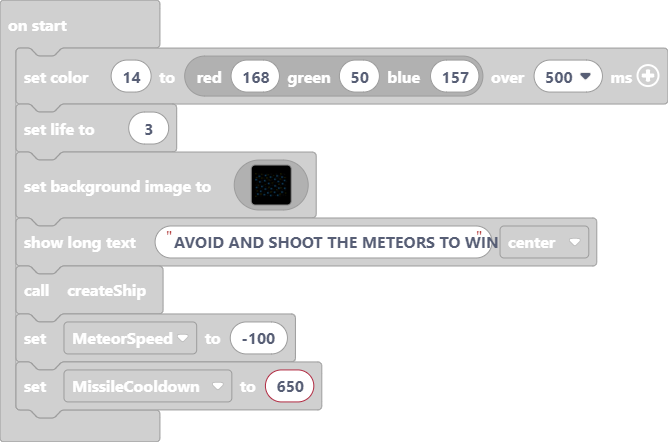 on start
set color 14 to red 168 green 50 blue 157 over 500 ms
set life to 3
set background image to
show long text "AVOID AND SHOOT THE METEORS TO WIN" center
call createShip
set MeteorSpeed to -100
set MissileCooldown to 650